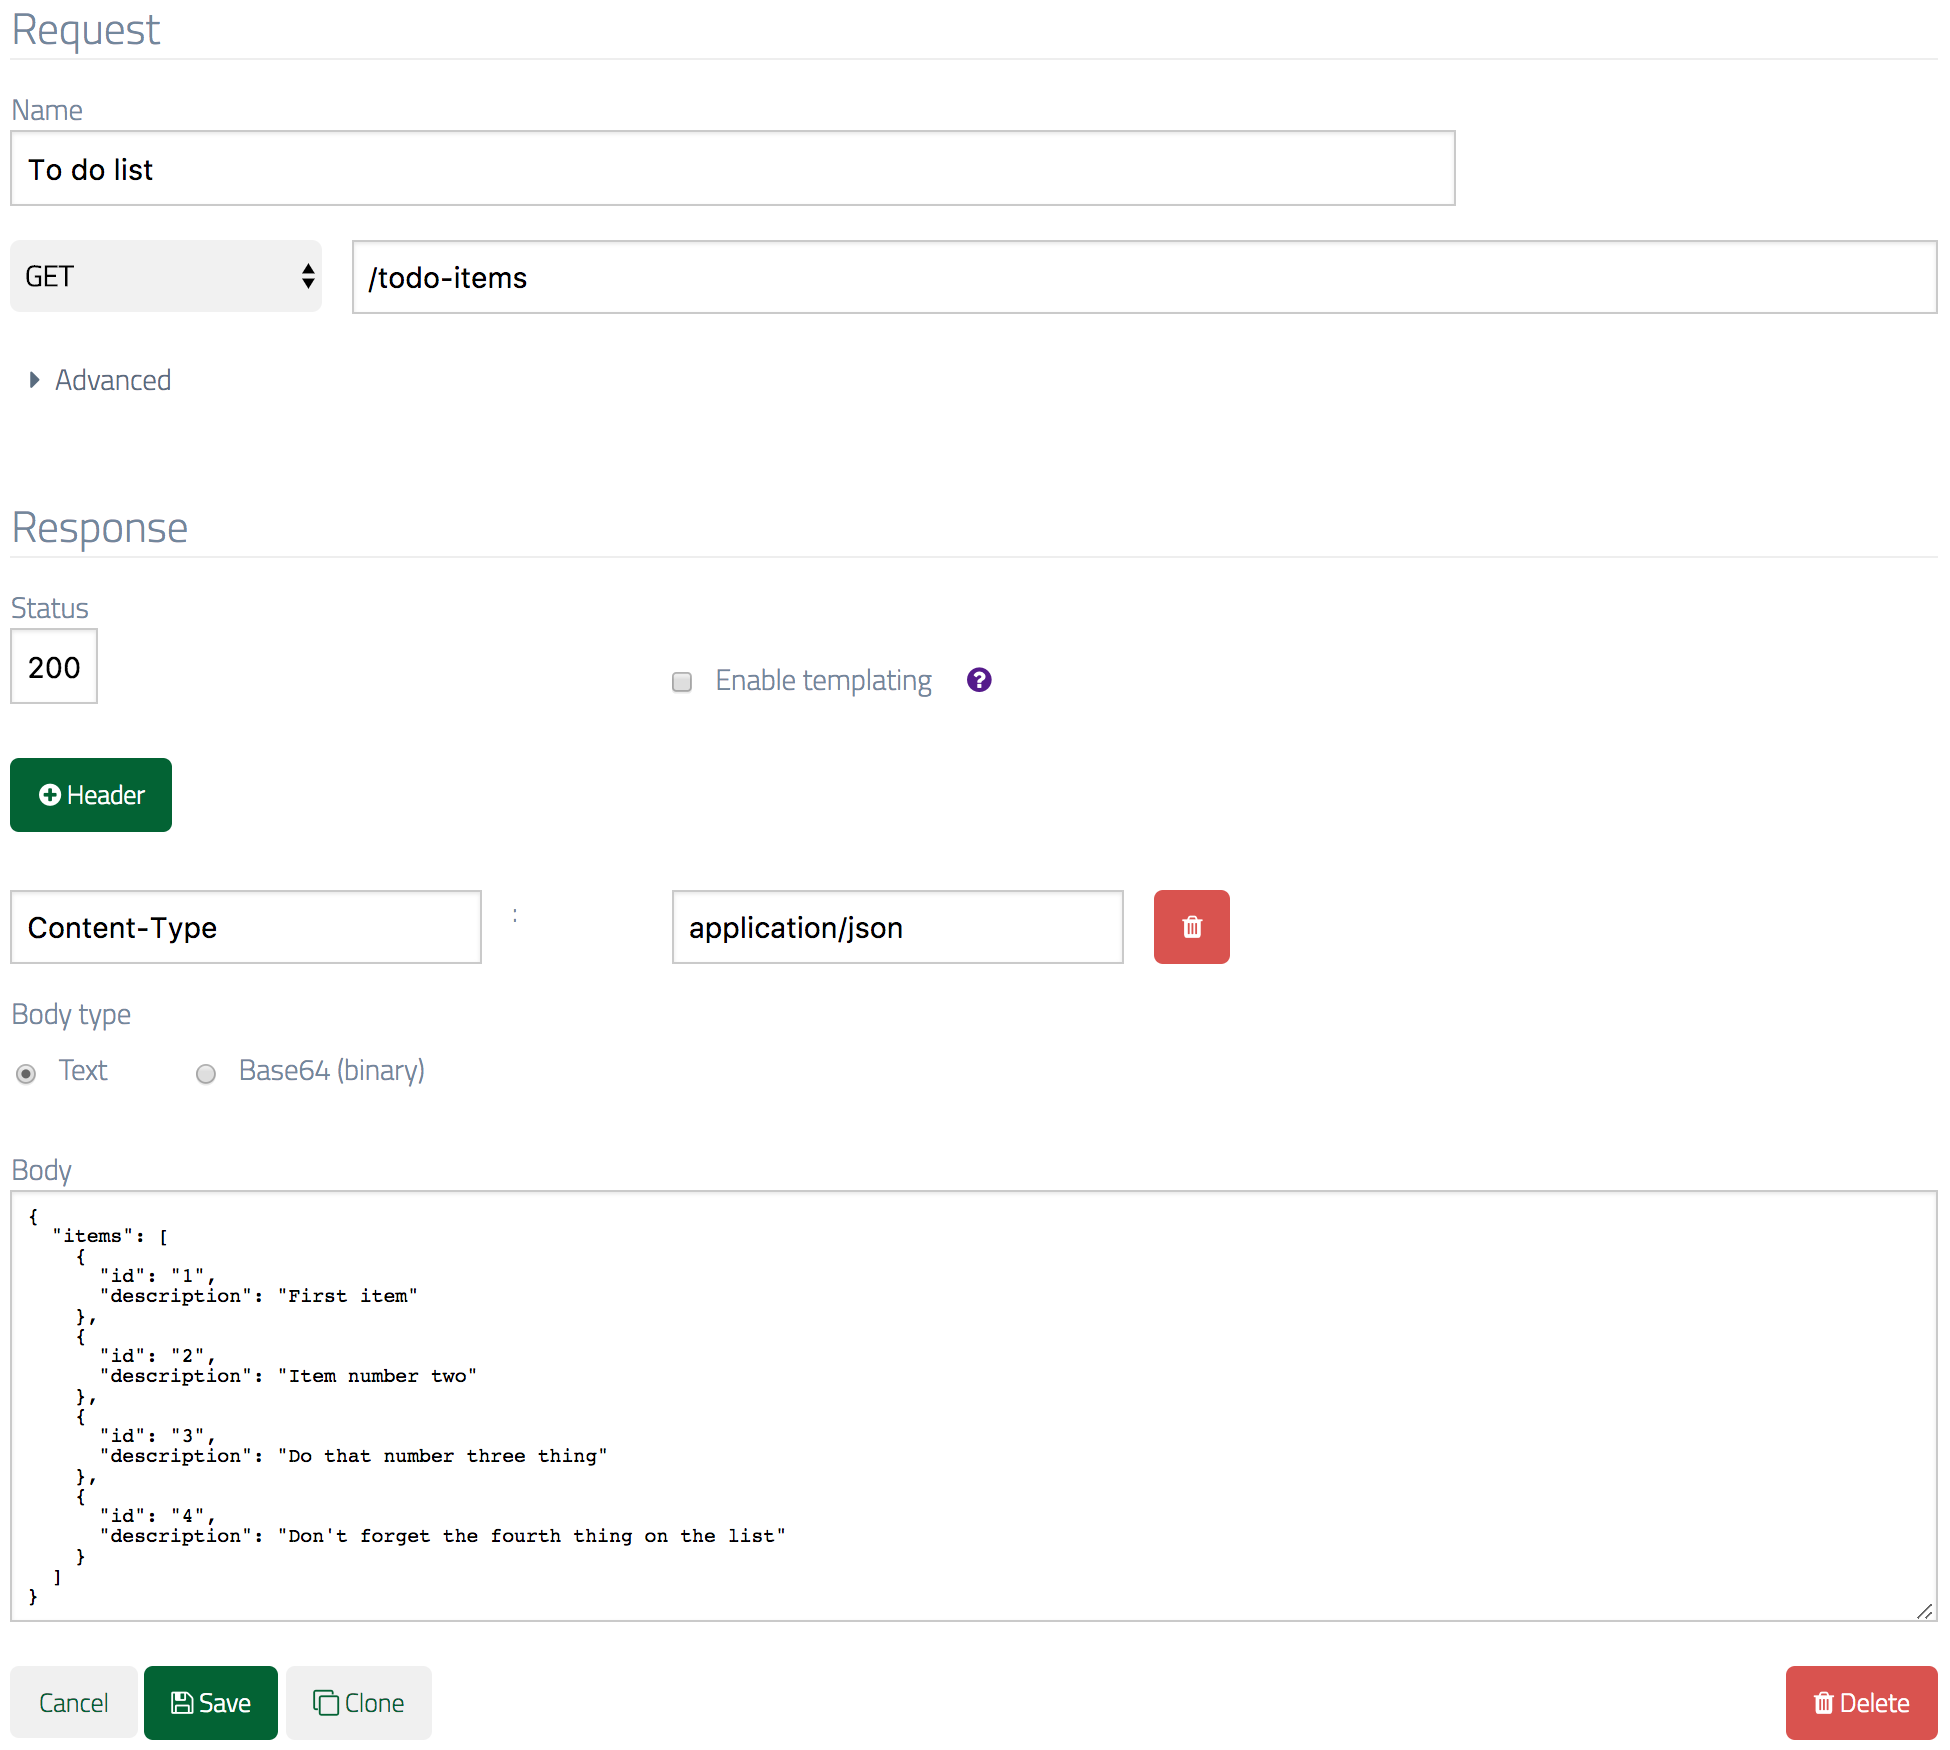 Request
Name
To do list
GET
/todo-items
Advanced
Response
Status
200
Enable templating
Header
Content-Type : application/json
Body type
Text Base64 (binary)
Body
{
  "items": [
    {
      "id": "1",
      "description": "First item"
    },
    {
      "id": "2",
      "description": "Item number two"
    },
    {
      "id": "3",
      "description": "Do that number three thing"
    },
    {
      "id": "4",
      "description": "Don't forget the fourth thing on the list"
    }
  ]
}
Cancel Save Clone Delete